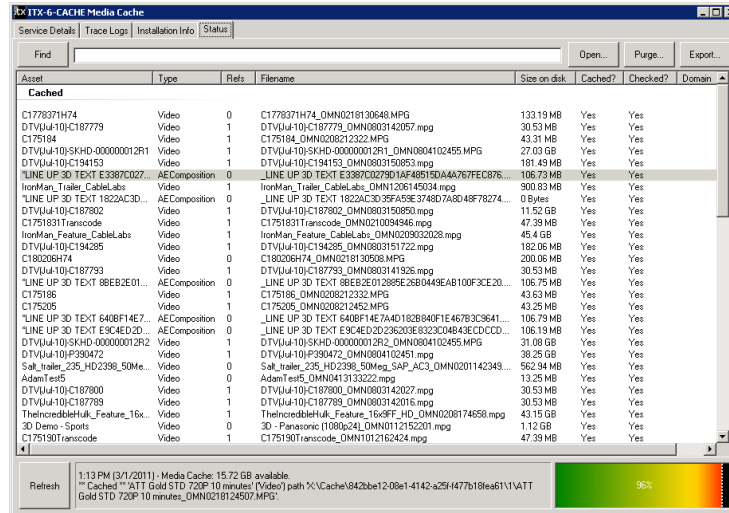 itx ITX-6-CACHE Media Cache
Service Details Trace Logs Installation Info Status
Find Open... Purge... Export...
Asset Type Refs Filename Size on disk Cached? Checked? Domain
Cached
C1778371H74 Video 0 C1778371H74_OMN0218130648.MPG 133.19 MB Yes Yes
DTV(Jul-10)-C187779 Video 1 DTV(Jul-10)-C187779_OMN0803142057.mpg 30.53 MB Yes Yes
C175184 Video 1 C175184_OMN0208212322.MPG 43.31 MB Yes Yes
DTV(Jul-10)-SKHD-000000012R1 Video 1 DTV(Jul-10)-SKHD-000000012R1_OMN0804102455.MPG 27.03 GB Yes Yes
DTV(Jul-10)-C194153 Video 1 DTV(Jul-10)-C194153_OMN0803150853.mpg 181.49 MB Yes Yes
"LINE UP 3D TEXT E3387C027... AEComposition 0 _LINE UP 3D TEXT E3387C0279D1AF48515DA4A767FEC876... 106.73 MB Yes Yes
IronMan_Trailer_CableLabs Video 1 IronMan_Trailer_CableLabs_OMN1206145034.mpg 900.83 MB Yes Yes
"LINE UP 3D TEXT 1822AC3D... AEComposition 0 _LINE UP 3D TEXT 1822AC3D35FA59E3748D7A8D48F78274... 0 Bytes Yes Yes
DTV(Jul-10)-C187802 Video 1 DTV(Jul-10)-C187802_OMN0803150850.mpg 11.52 GB Yes Yes
C1751831Transcode Video 1 C1751831Transcode_OMN0210094946.mpg 47.39 MB Yes Yes
IronMan_Feature_CableLabs Video 1 IronMan_Feature_CableLabs_OMN0209032028.mpg 45.4 GB Yes Yes
DTV(Jul-10)-C194285 Video 1 DTV(Jul-10)-C194285_OMN0803151722.mpg 182.06 MB Yes Yes
C180206H74 Video 0 C180206H74_OMN0218130508.MPG 200.06 MB Yes Yes
DTV(Jul-10)-C187793 Video 1 DTV(Jul-10)-C187793_OMN0803141926.mpg 30.53 MB Yes Yes
"LINE UP 3D TEXT 8BEB2E01... AEComposition 0 _LINE UP 3D TEXT 8BEB2E012885E26B0449EAB100F3CE20... 106.75 MB Yes Yes
C175186 Video 1 C175186_OMN0208212332.MPG 43.63 MB Yes Yes
C175205 Video 1 C175205_OMN0208212452.MPG 43.25 MB Yes Yes
"LINE UP 3D TEXT 640BF14E7... AEComposition 0 _LINE UP 3D TEXT 640BF14E7A4D182B840F1E467B3C9641... 106.79 MB Yes Yes
"LINE UP 3D TEXT E9C4ED2D... AEComposition 0 _LINE UP 3D TEXT E9C4ED2D236203E8323C04B43ECDCCD... 106.19 MB Yes Yes
DTV(Jul-10)-SKHD-000000012R2 Video 1 DTV(Jul-10)-SKHD-000000012R2_OMN0804102455.MPG 31.08 GB Yes Yes
DTV(Jul-10)-P390472 Video 1 DTV(Jul-10)-P390472_OMN0804102451.mpg 38.25 GB Yes Yes
Salt_trailer_235_HD2398_50Me... Video 1 Salt_trailer_235_HD2398_50Meg_SAP_AC3_OMN0201142349.... 562.94 MB Yes Yes
AdamTest5 Video 0 AdamTest5_OMN0413133222.mpg 13.25 MB Yes Yes
DTV(Jul-10)-C187800 Video 1 DTV(Jul-10)-C187800_OMN0803142027.mpg 30.53 MB Yes Yes
DTV(Jul-10)-C187789 Video 1 DTV(Jul-10)-C187789_OMN0803142016.mpg 30.53 MB Yes Yes
TheIncredibleHulk_Feature_16x... Video 1 TheIncredibleHulk_Feature_16x9FF_HD_OMN0208174658.mpg 43.15 GB Yes Yes
3D Demo - Sports Video 0 3D - Panasonic (1080p24)_OMN0112152201.mpg 1.12 GB Yes Yes
C175190Transcode Video 1 C175190Transcode_OMN1012162424.mpg 47.39 MB Yes Yes
Refresh
1:13 PM (3/1/2011) - Media Cache: 15.72 GB available.
** Cached ** 'ATT Gold STD 720P 10 minutes' ('Video') path 'X:\Cache\842bbe12-08e1-4142-a25f-f477b18fea61\1\ATT
Gold STD 720P 10 minutes_OMN0218124507.MPG'.
96%